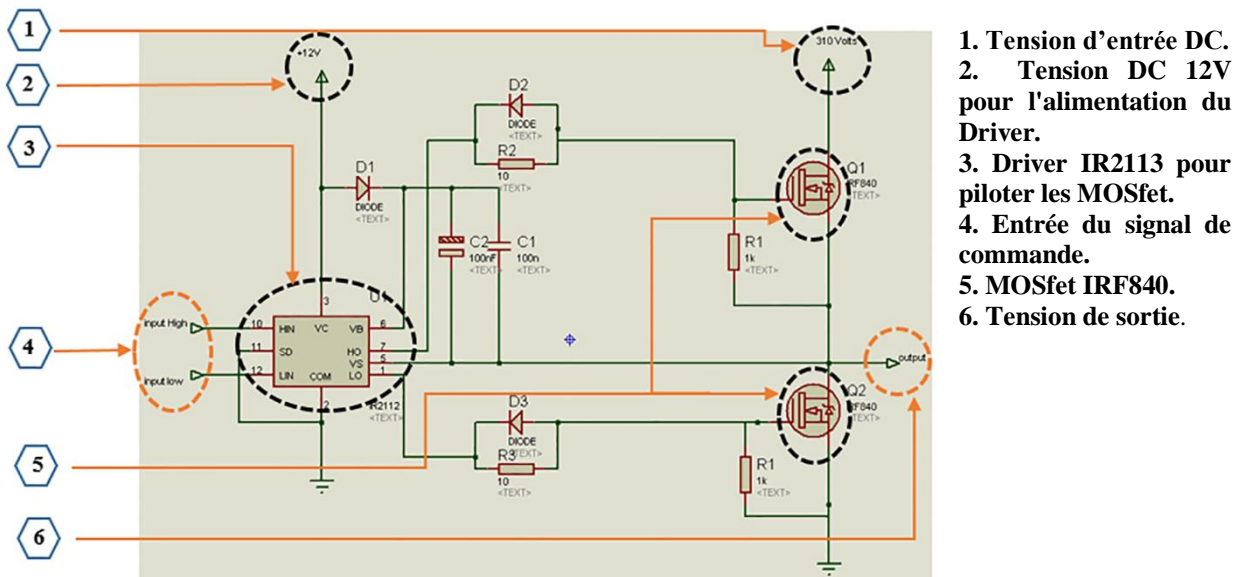 1
2
3
4
5
6
+12V
310 Volts
D2
DIODE
<TEXT>
R2
10
<TEXT>
D1
DIODE
<TEXT>
C2
100nF
<TEXT>
C1
100n
<TEXT>
Q1
RF840
<TEXT>
R1
1k
<TEXT>
input High
input low
3
VC
10
HIN
11
SD
12
LIN
COM
2
VB
6
HO
7
VS
5
LO
1
IR2112
<TEXT>
output
D3
DIODE
<TEXT>
R3
10
<TEXT>
Q2
RF840
<TEXT>
R1
1k
<TEXT>
1. Tension d’entrée DC.
2. Tension DC 12V
pour l'alimentation du
Driver.
3. Driver IR2113 pour
piloter les MOSfet.
4. Entrée du signal de
commande.
5. MOSfet IRF840.
6. Tension de sortie.